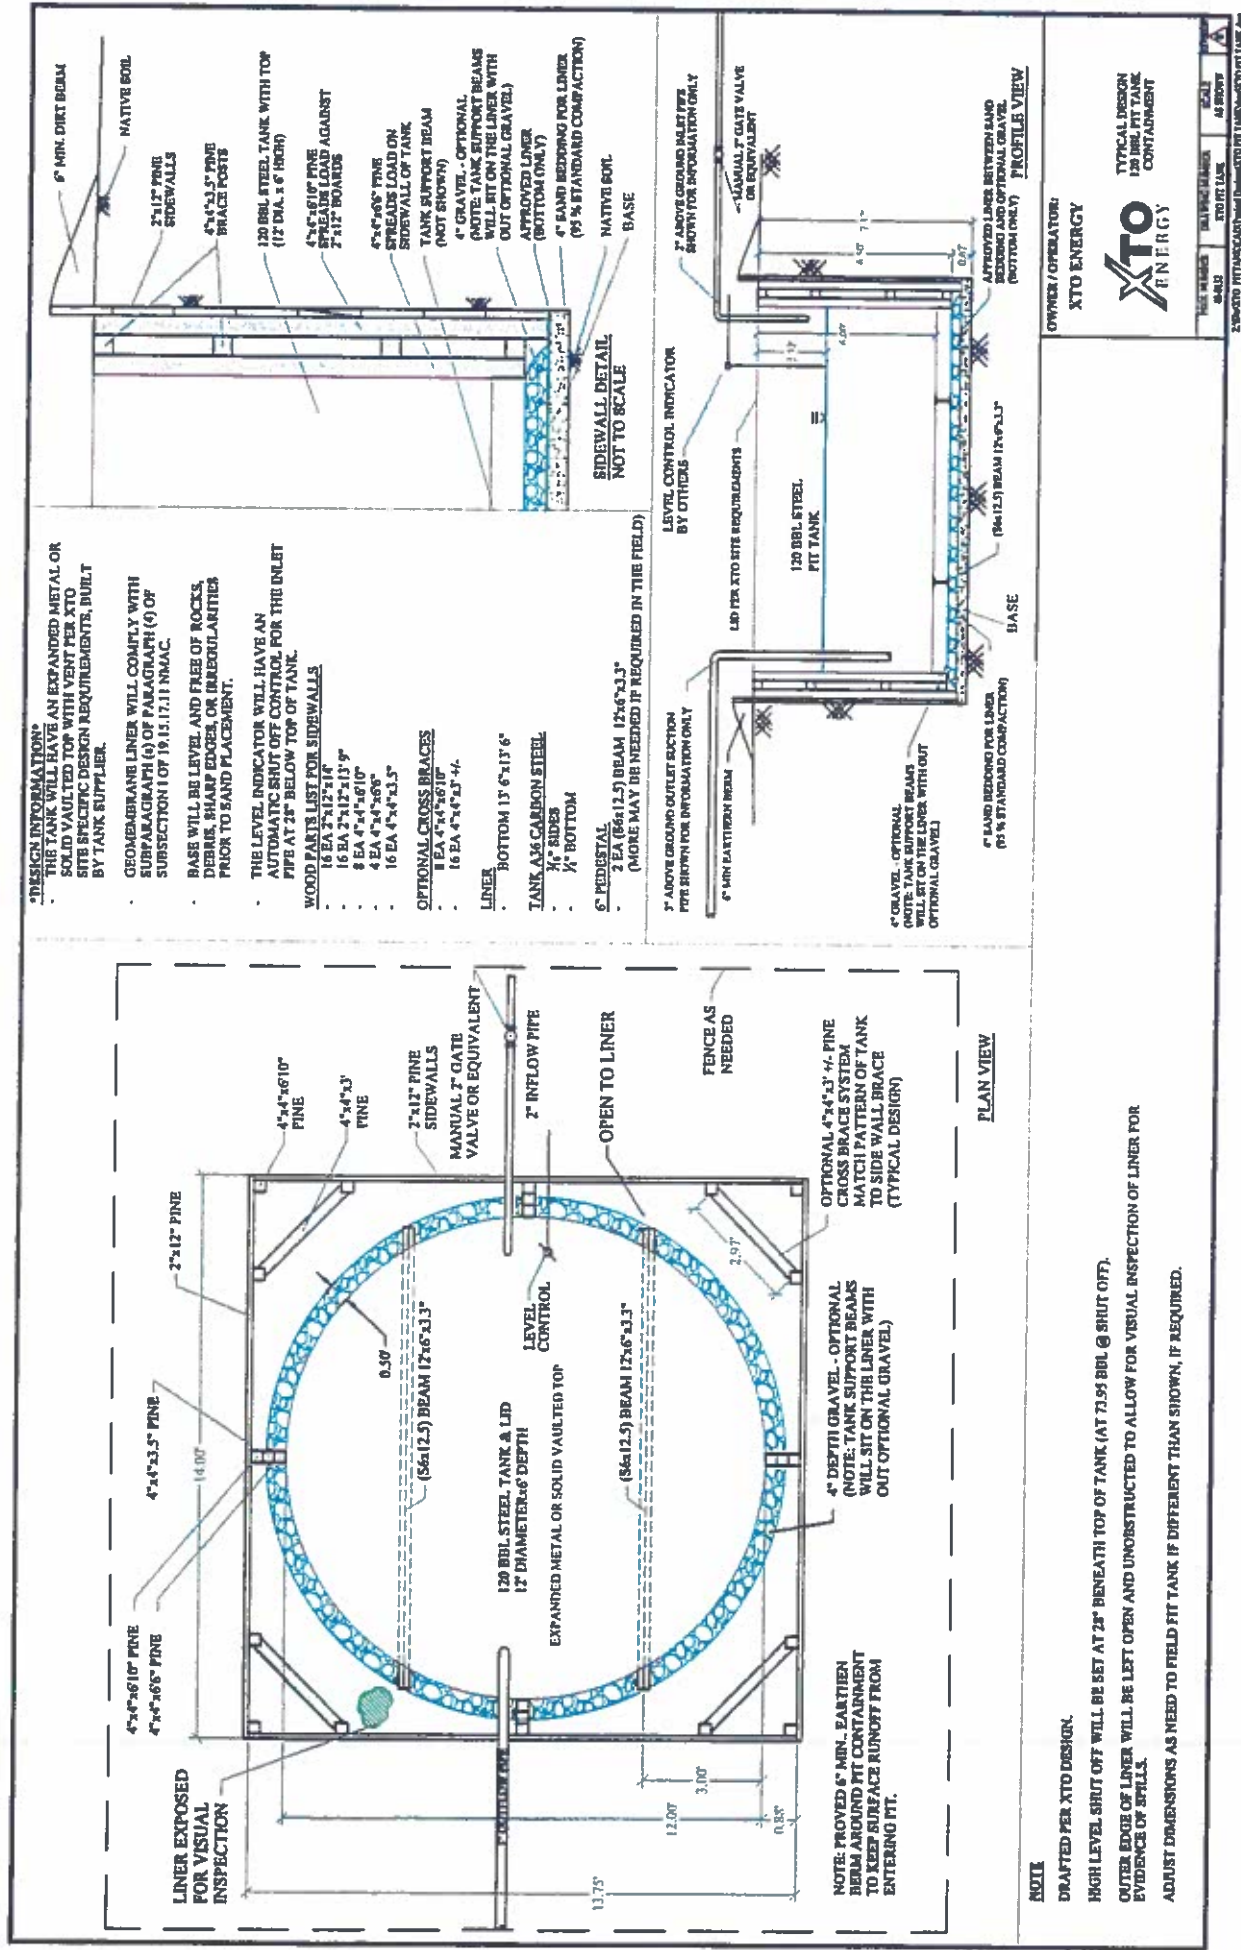 *DESIGN INFORMATION*
- THE TANK WILL HAVE AN EXPANDED METAL OR
SOLID VAULTED TOP WITH VENT PER XTO
SITE SPECIFIC DESIGN REQUIREMENTS, BUILT
BY TANK SUPPLIER.
- GEOMEMBRANE LINER WILL COMPLY WITH
SUBPARAGRAPH (a) OF PARAGRAPH (4) OF
SUBSECTION I OF 19.15.17.11 NMAC.
- BASE WILL BE LEVEL AND FREE OF ROCKS,
DEBRIS, SHARP EDGES, OR IRREGULARITIES
PRIOR TO SAND PLACEMENT.
- THE LEVEL INDICATOR WILL HAVE AN
AUTOMATIC SHUT OFF CONTROL FOR THE INLET
PIPE AT 28" BELOW TOP OF TANK.
WOOD PARTS LIST FOR SIDEWALLS
- 16 EA 2"x12"x14'
- 16 EA 2"x12"x13'9"
- 8 EA 4"x4"x6'10"
- 4 EA 4"x4"x6'6"
- 16 EA 4"x4"x3.5"
OPTIONAL CROSS BRACES
- 8 EA 4"x4"x6'10"
- 16 EA 4"x4"x3' +/-
LINER
- BOTTOM 13' 6"x13' 6"
TANK A36 CARBON STEEL
- SIDES
- BOTTOM
6" PEDESTAL
- 2 EA (S6x12.5) BEAM 12'x6"x3.3"
(MORE MAY BE NEEDED IF REQUIRED IN THE FIELD)
6" MIN. DIRT BERM
NATIVE SOIL
2"x12" PINE
SIDEWALLS
4"x4"x3.5" PINE
BRACE POSTS
120 BBL STEEL TANK WITH TOP
(12' DIA. x 6' HIGH)
4"x4"x6'10" PINE
SPREADS LOAD AGAINST
2"x12" BOARDS
4"x4"x6'6" PINE
SPREADS LOAD ON
SIDEWALL OF TANK
TANK SUPPORT BEAM
(NOT SHOWN)
4" GRAVEL - OPTIONAL
(NOTE: TANK SUPPORT BEAMS
WILL SIT ON THE LINER WITH
OUT OPTIONAL GRAVEL)
APPROVED LINER
(BOTTOM ONLY)
4" SAND BEDDING FOR LINER
(95 % STANDARD COMPACTION)
NATIVE SOIL
BASE
SIDEWALL DETAIL
NOT TO SCALE
LINER EXPOSED
FOR VISUAL
INSPECTION
4"x4"x6'10" PINE
4"x4"x6'6" PINE
4"x4"x3.5" PINE
2"x12" PINE
4"x4"x6'10"
PINE
4"x4"x3'
PINE
2"x12" PINE
SIDEWALLS
MANUAL 2" GATE
VALVE OR EQUIVALENT
2" INFLOW PIPE
OPEN TO LINER
FENCE AS
NEEDED
14.00'
0.50'
(S6x12.5) BEAM 12'x6"x3.3"
120 BBL STEEL TANK & LID
12' DIAMETERx6' DEPTH
EXPANDED METAL OR SOLID VAULTED TOP
LEVEL
CONTROL
(S6x12.5) BEAM 12'x6"x3.3"
2.97'
3.00'
12.00'
0.88'
13.75'
OPTIONAL 4"x4"x3' +/- PINE
CROSS BRACE SYSTEM
MATCH PATTERN OF TANK
TO SIDE WALL BRACE
(TYPICAL DESIGN)
4" DEPTH GRAVEL - OPTIONAL
(NOTE: TANK SUPPORT BEAMS
WILL SIT ON THE LINER WITH
OUT OPTIONAL GRAVEL)
NOTE: PROVED 6" MIN. EARTHEN
BERM AROUND PIT CONTAINMENT
TO KEEP SURFACE RUNOFF FROM
ENTERING PIT.
PLAN VIEW
3" ABOVE GROUND OUTLET SUCTION
PIPE SHOWN FOR INFORMATION ONLY
6" MIN EARTHEN BERM
LEVEL CONTROL INDICATOR
BY OTHERS
LID PER XTO SITE REQUIREMENTS
2" ABOVE GROUND INLET PIPE
SHOWN FOR INFORMATION ONLY
MANUAL 2" GATE VALVE
OR EQUIVALENT
120 BBL STEEL
PIT TANK
6.00'
0.67'
4" GRAVEL - OPTIONAL
(NOTE: TANK SUPPORT BEAMS
WILL SIT ON THE LINER WITH OUT
OPTIONAL GRAVEL)
4" SAND BEDDING FOR LINER
(95 % STANDARD COMPACTION)
BASE
(S6x12.5) BEAM 12'x6"x3.3"
APPROVED LINER BETWEEN SAND
BEDDING AND OPTIONAL GRAVEL
(BOTTOM ONLY)
PROFILE VIEW
NOTE
DRAFTED PER XTO DESIGN.
HIGH LEVEL SHUT OFF WILL BE SET AT 28" BENEATH TOP OF TANK (AT 73.95 BBL @ SHUT OFF).
OUTER EDGE OF LINER WILL BE LEFT OPEN AND UNOBSTRUCTED TO ALLOW FOR VISUAL INSPECTION OF LINER FOR
EVIDENCE OF SPILLS.
ADJUST DIMENSIONS AS NEED TO FIELD FIT TANK IF DIFFERENT THAN SHOWN, IF REQUIRED.
OWNER / OPERATOR:
XTO ENERGY
XTO
ENERGY
TYPICAL DESIGN
120 BBL PIT TANK
CONTAINMENT
XTO PIT TANK
SCALE
AS SHOWN